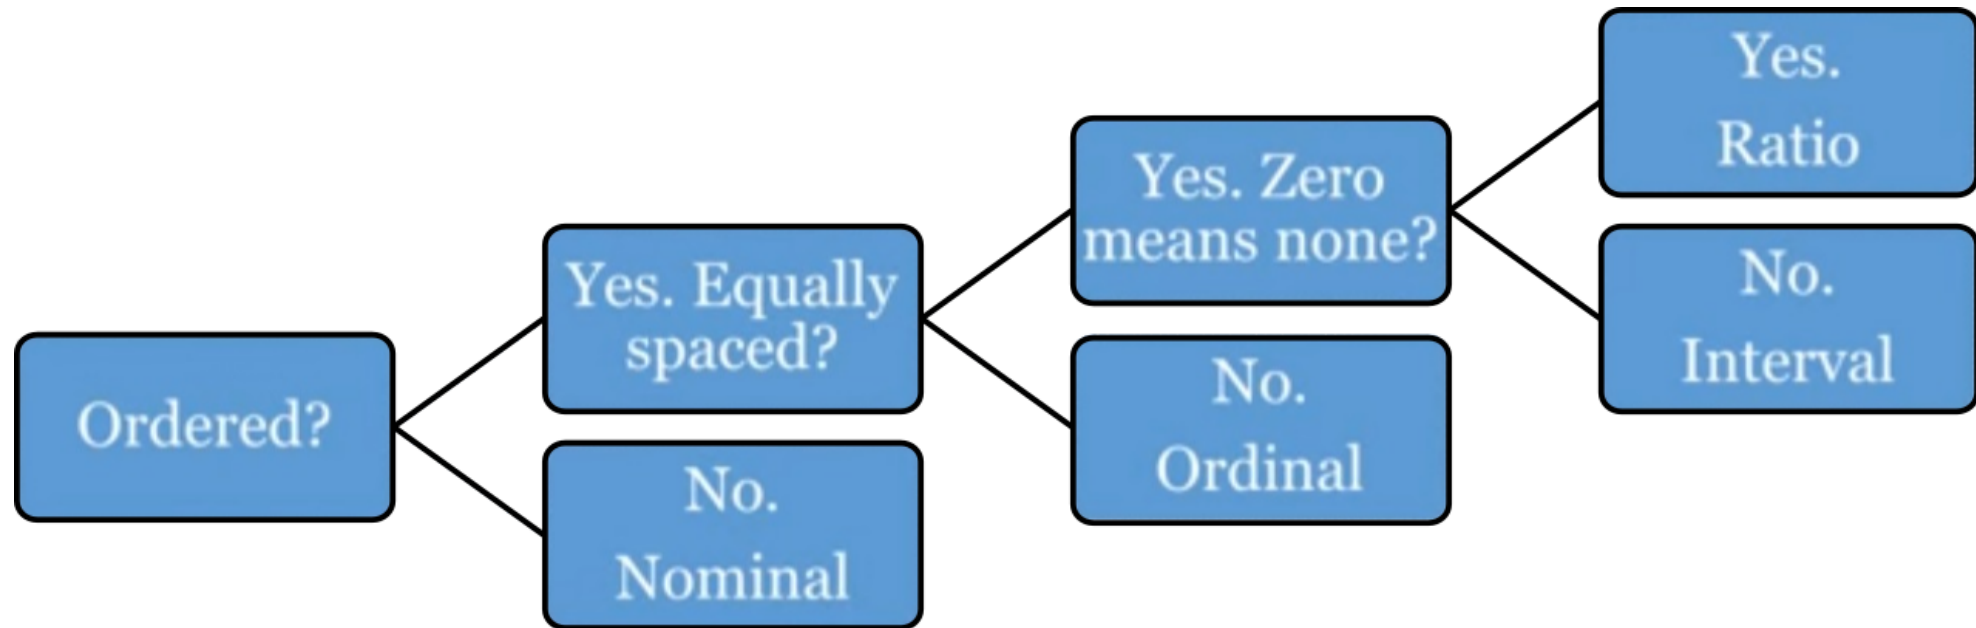 Ordered?
Yes. Equally
spaced?
No.
Nominal
Yes. Zero
means none?
No.
Ordinal
Yes.
Ratio
No.
Interval